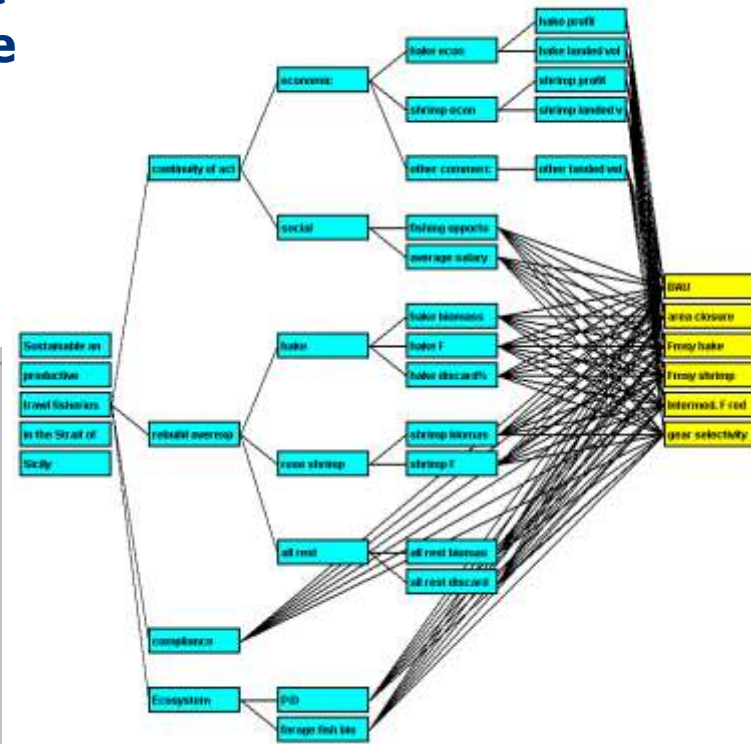 e
hake profit
hake econ
hake landed vol
economic
shrimp profit
shrimp econ
shrimp landed v
continuity of act
other commerc
other landed vol
social
fishing opportu
average salary
BAU
hake biomass
area closure
Sustainable an
hake
hake F
Fmsy hake
productive
hake discard%
Fmsy shrimp
trawl fisheries
Intermed. F red
in the Strait of
rebuild overexp
shrimp biomas
gear selectivity
Sicily
rose shrimp
shrimp F
all rest
all rest biomas
all rest discard
compliance
Ecosystem
forage fish bio